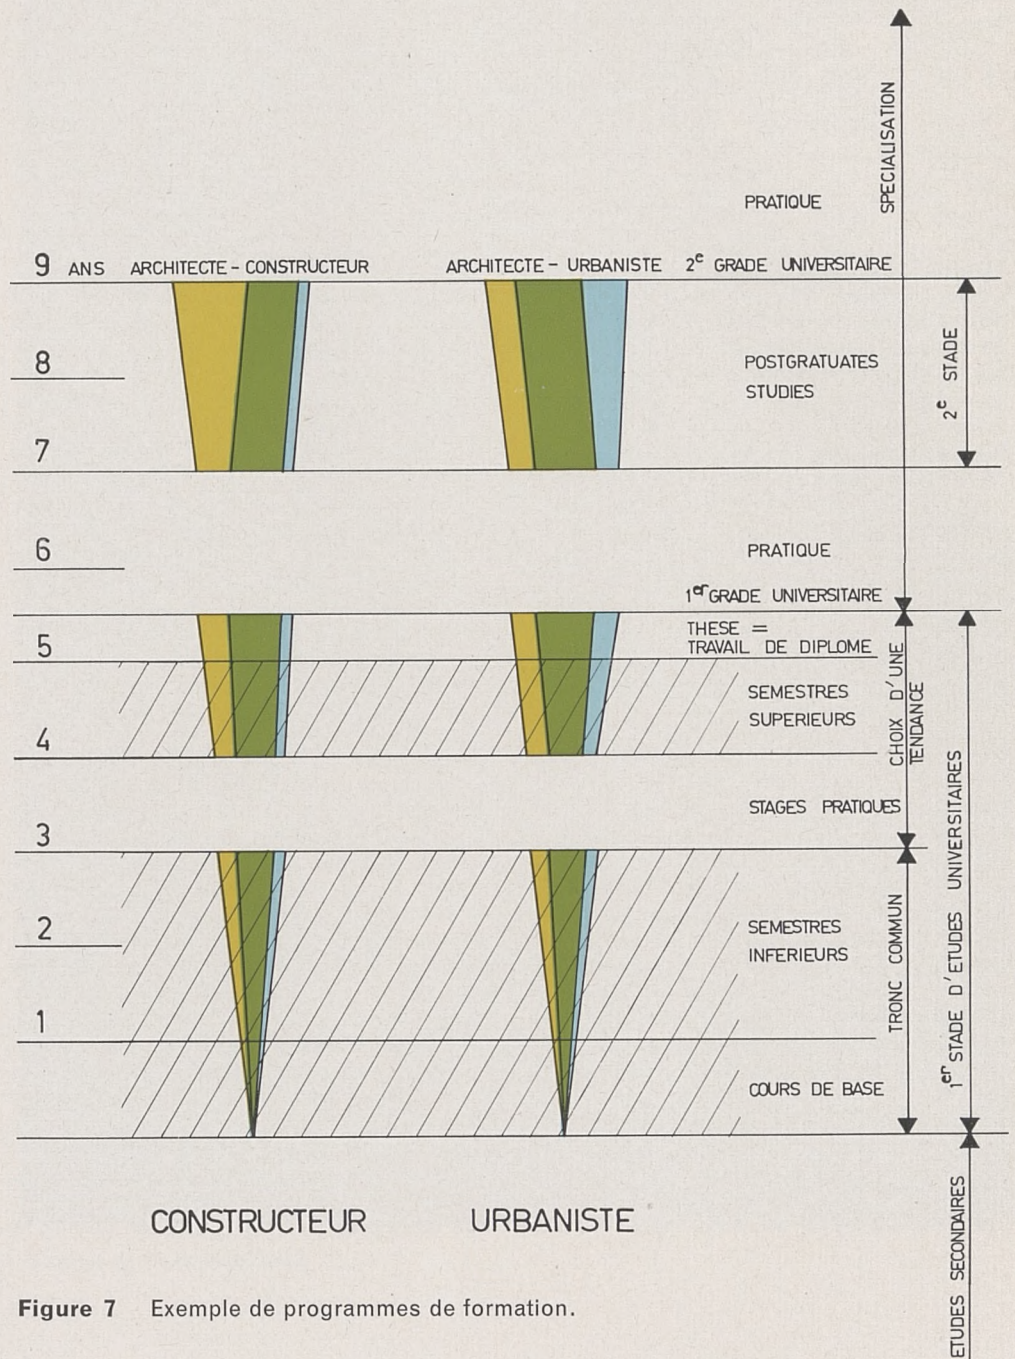 SPECIALISATION
PRATIQUE
9 ANS ARCHITECTE - CONSTRUCTEUR ARCHITECTE - URBANISTE 2e GRADE UNIVERSITAIRE
8
POSTGRATUATES
STUDIES
2e STADE
7
6
PRATIQUE
1er GRADE UNIVERSITAIRE
THESE =
TRAVAIL DE DIPLOME
5
SEMESTRES
SUPERIEURS
CHOIX D'UNE
TENDANCE
4
STAGES PRATIQUES
3
2
SEMESTRES
INFERIEURS
TRONC COMMUN
1er STADE D'ETUDES UNIVERSITAIRES
1
COURS DE BASE
ETUDES SECONDAIRES
CONSTRUCTEUR URBANISTE
Figure 7 Exemple de programmes de formation.